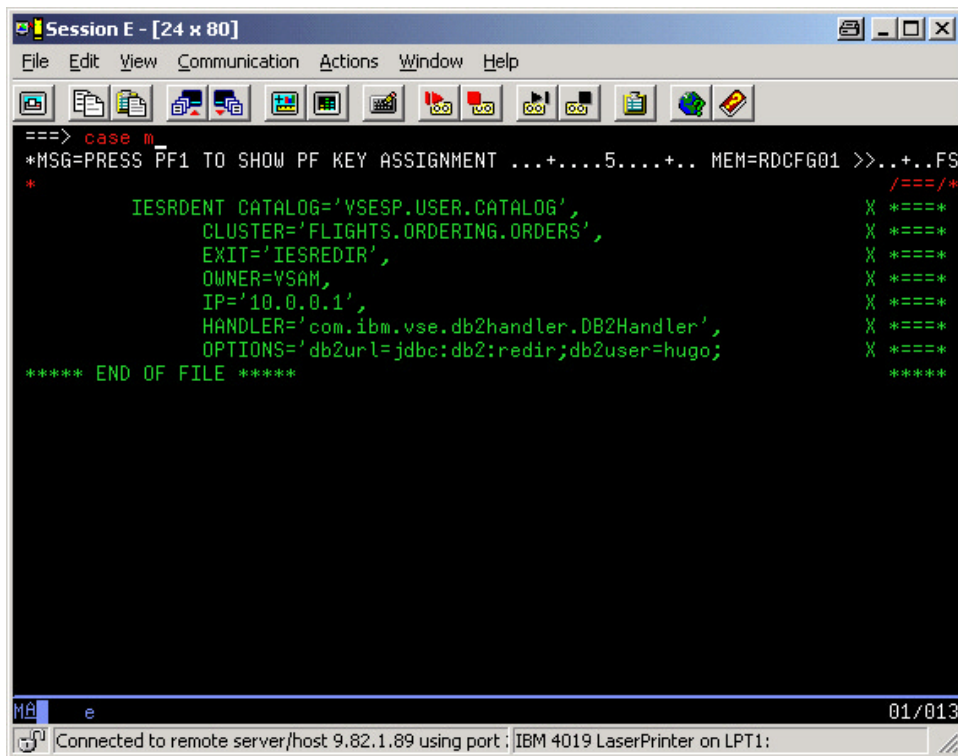 Session E - [24 x 80]
File Edit View Communication Actions Window Help
===> case m_
*MSG=PRESS PF1 TO SHOW PF KEY ASSIGNMENT ...+....5....+.. MEM=RDCFG01 >>..+..FS
* /===/*
IESRDENT CATALOG='VSESP.USER.CATALOG', X *===*
CLUSTER='FLIGHTS.ORDERING.ORDERS', X *===*
EXIT='IESREDIR', X *===*
OWNER=VSAM, X *===*
IP='10.0.0.1', X *===*
HANDLER='com.ibm.vse.db2handler.DB2Handler', X *===*
OPTIONS='db2url=jdbc:db2:redir;db2user=hugo; X *===*
***** END OF FILE ***** *****
MA e 01/013
Connected to remote server/host 9.82.1.89 using port : IBM 4019 LaserPrinter on LPT1: